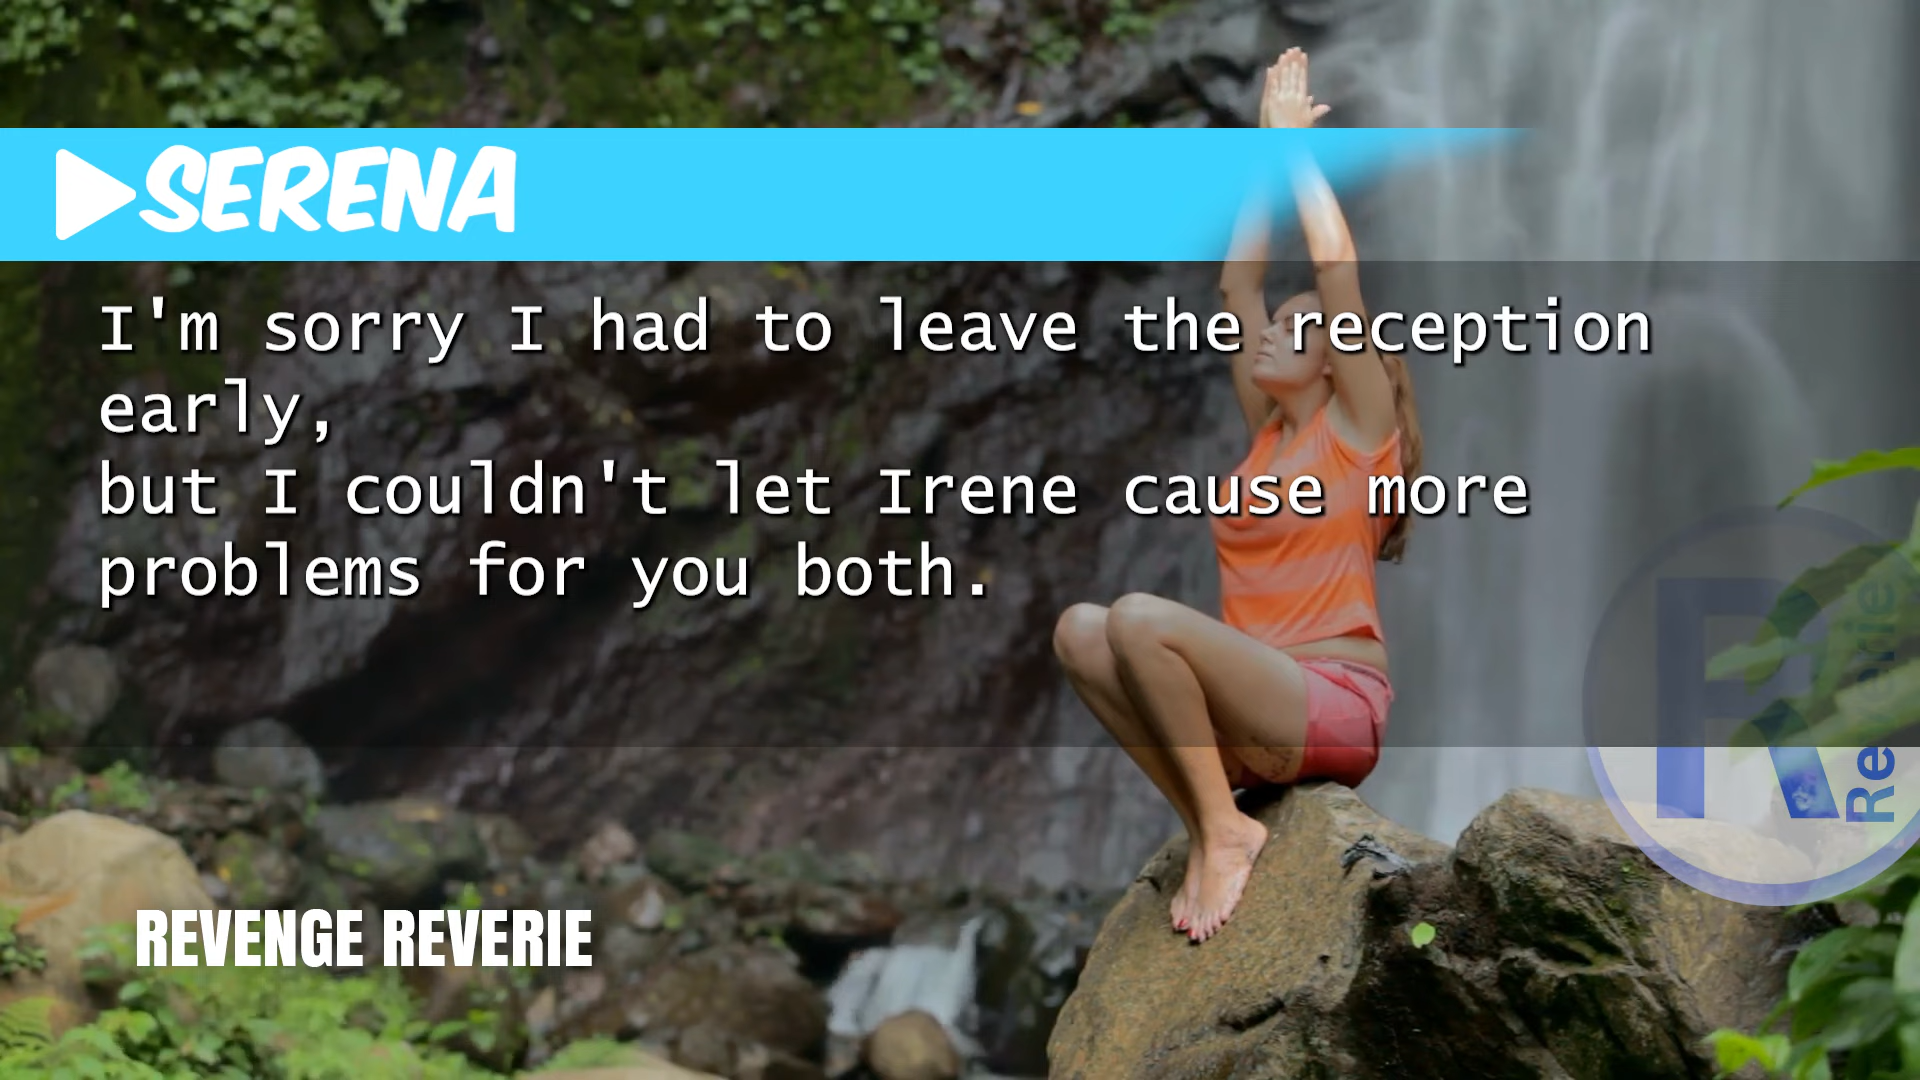 SERENA
I'm sorry I had to leave the reception
early,
but I couldn't let Irene cause more
problems for you both.
R
Reverie
REVENGE REVERIE